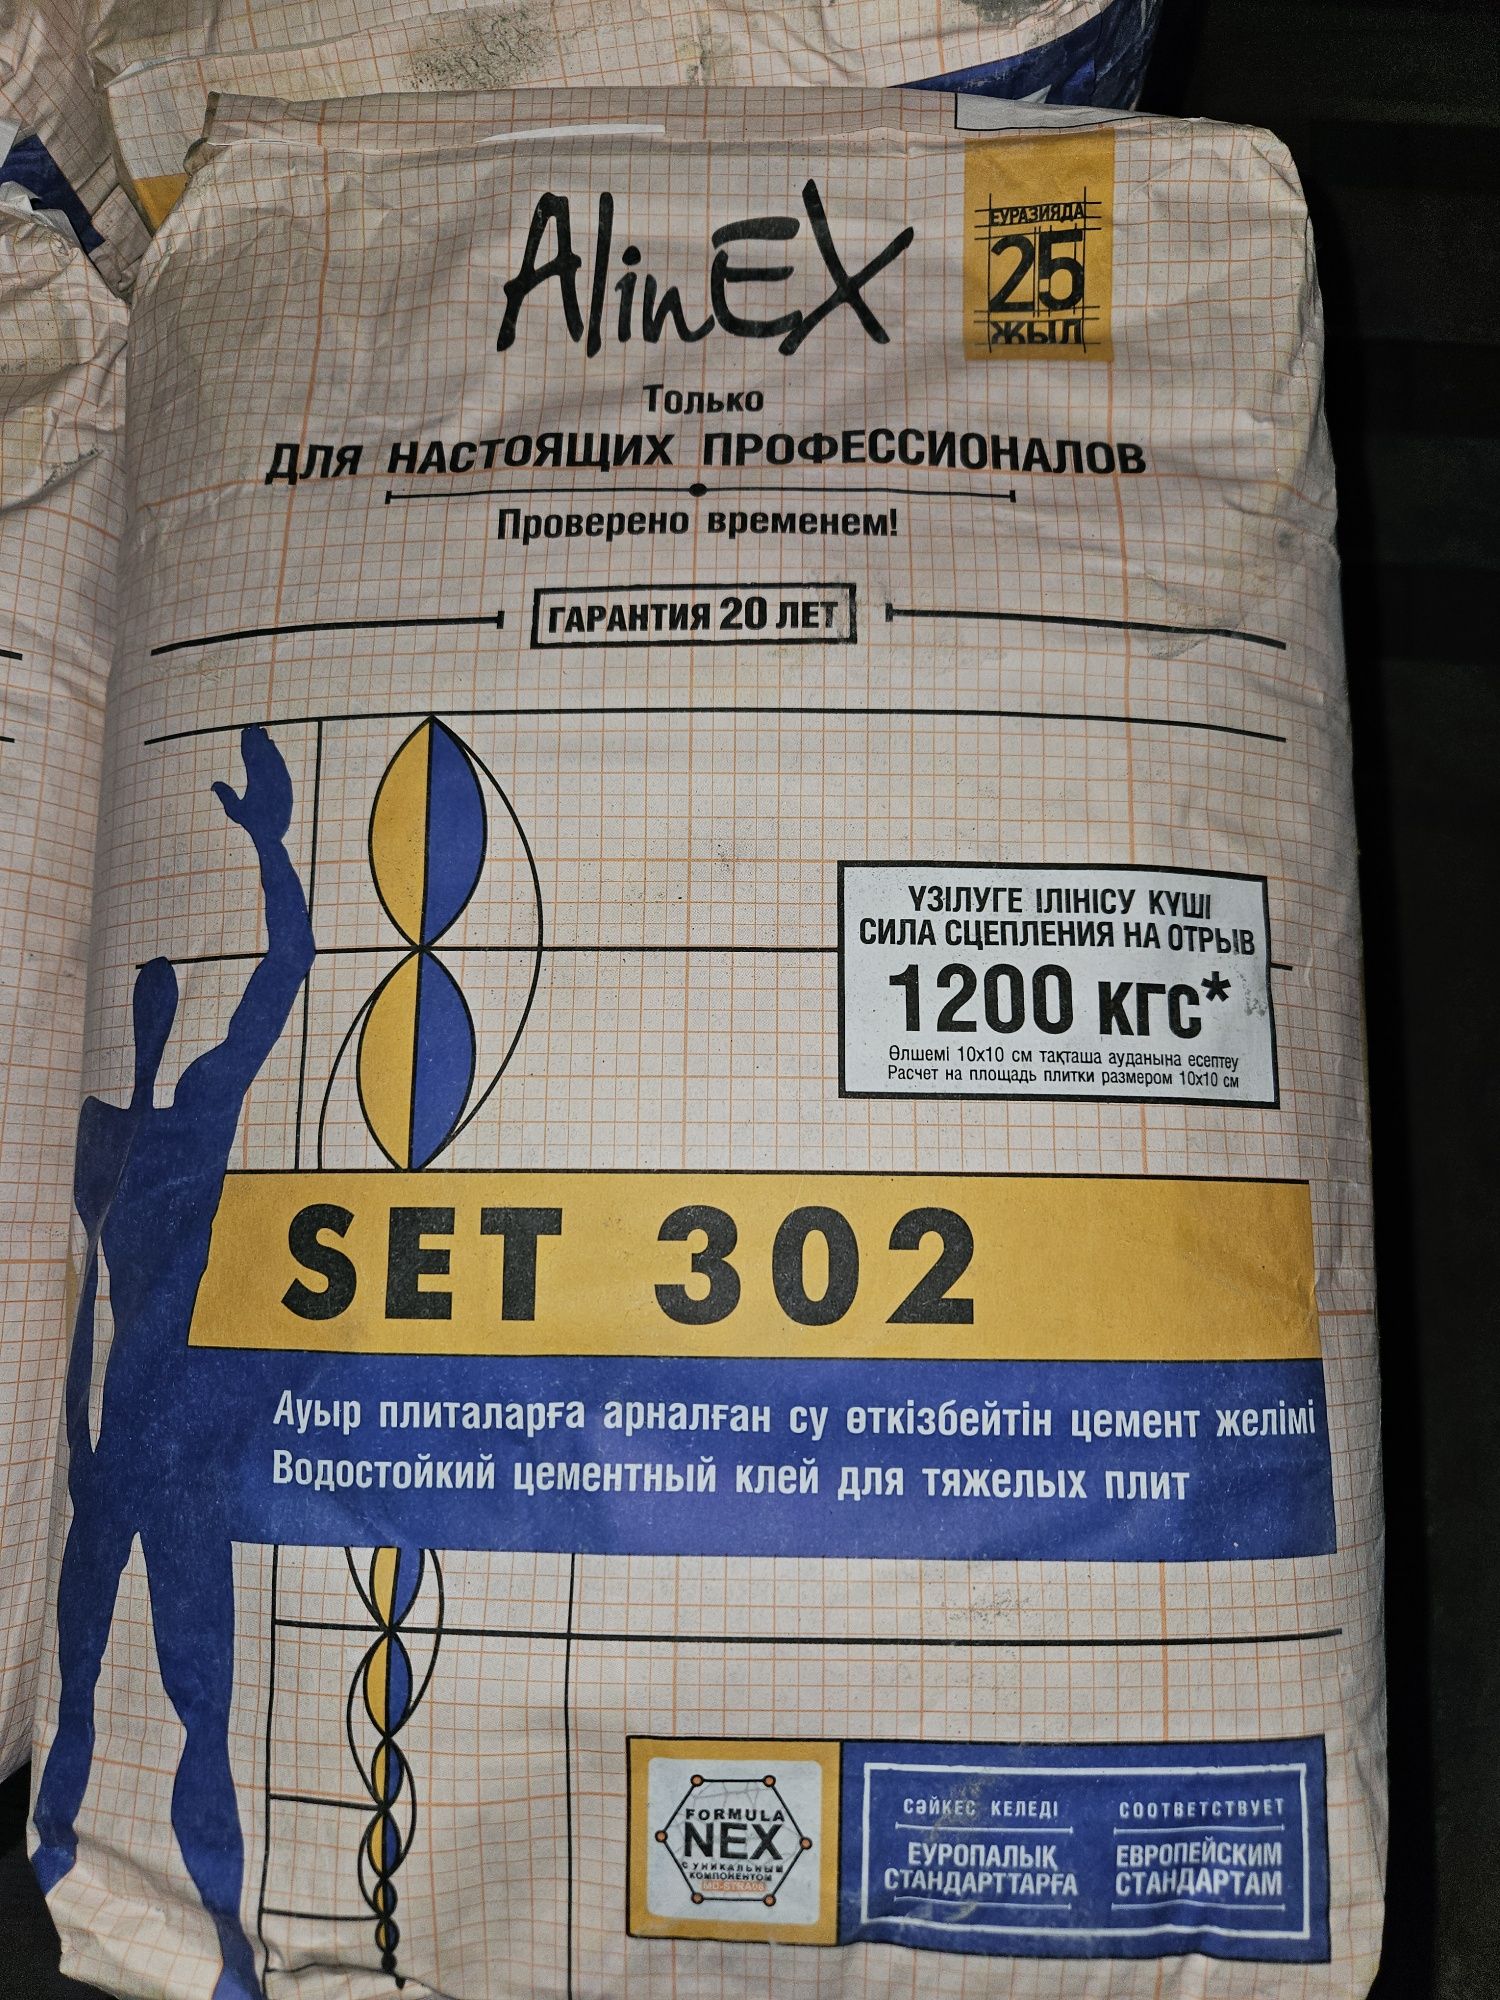 AlinEX
ЕУРАЗИЯДА
25
ЖЫЛ
Только
ДЛЯ НАСТОЯЩИХ ПРОФЕССИОНАЛОВ
Проверено временем!
ГАРАНТИЯ 20 ЛЕТ
ҮЗІЛУГЕ ІЛІНІСУ КҮШІ
СИЛА СЦЕПЛЕНИЯ НА ОТРЫВ
1200 КГС*
Өлшемі 10х10 см тақташа ауданына есептеу
Расчет на площадь плитки размером 10х10 см
SET 302
Ауыр плиталарға арналған су өткізбейтін цемент желімі
Водостойкий цементный клей для тяжелых плит
FORMULA
NEX
С УНИКАЛЬНЫМ
КОМПОНЕНТОМ
СӘЙКЕС КЕЛЕДІ
ЕУРОПАЛЫҚ
СТАНДАРТТАРҒА
СООТВЕТСТВУЕТ
ЕВРОПЕЙСКИМ
СТАНДАРТАМ